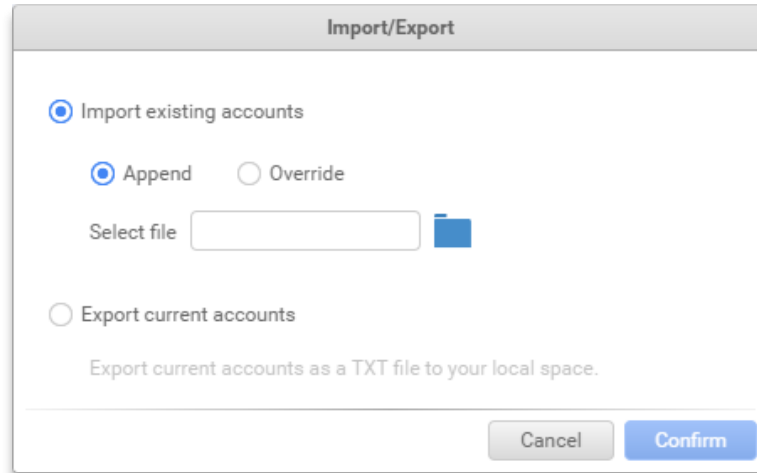 Import/Export
Import existing accounts
Append Override
Select file
Export current accounts
Export current accounts as a TXT file to your local space.
Cancel Confirm